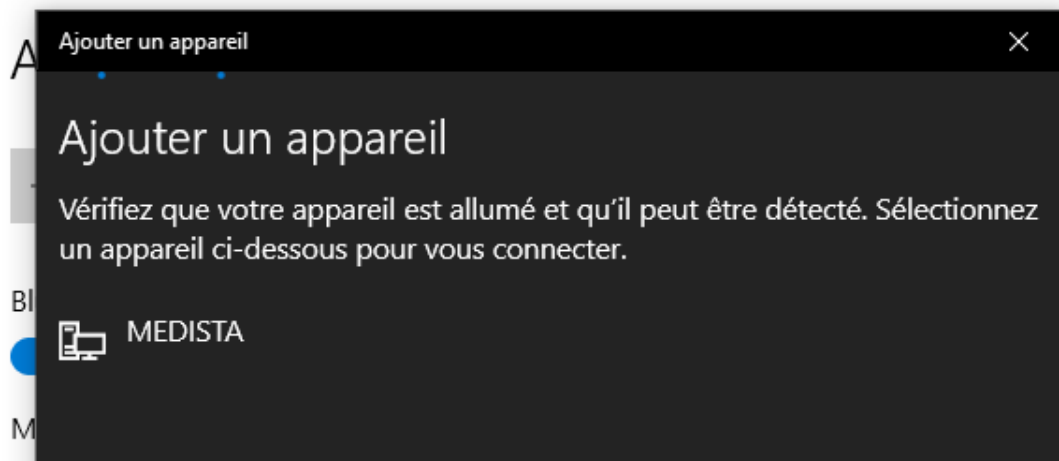 Ajouter un appareil
A
Ajouter un appareil
Vérifiez que votre appareil est allumé et qu'il peut être détecté. Sélectionnez
un appareil ci-dessous pour vous connecter.
Bl
MEDISTA
M